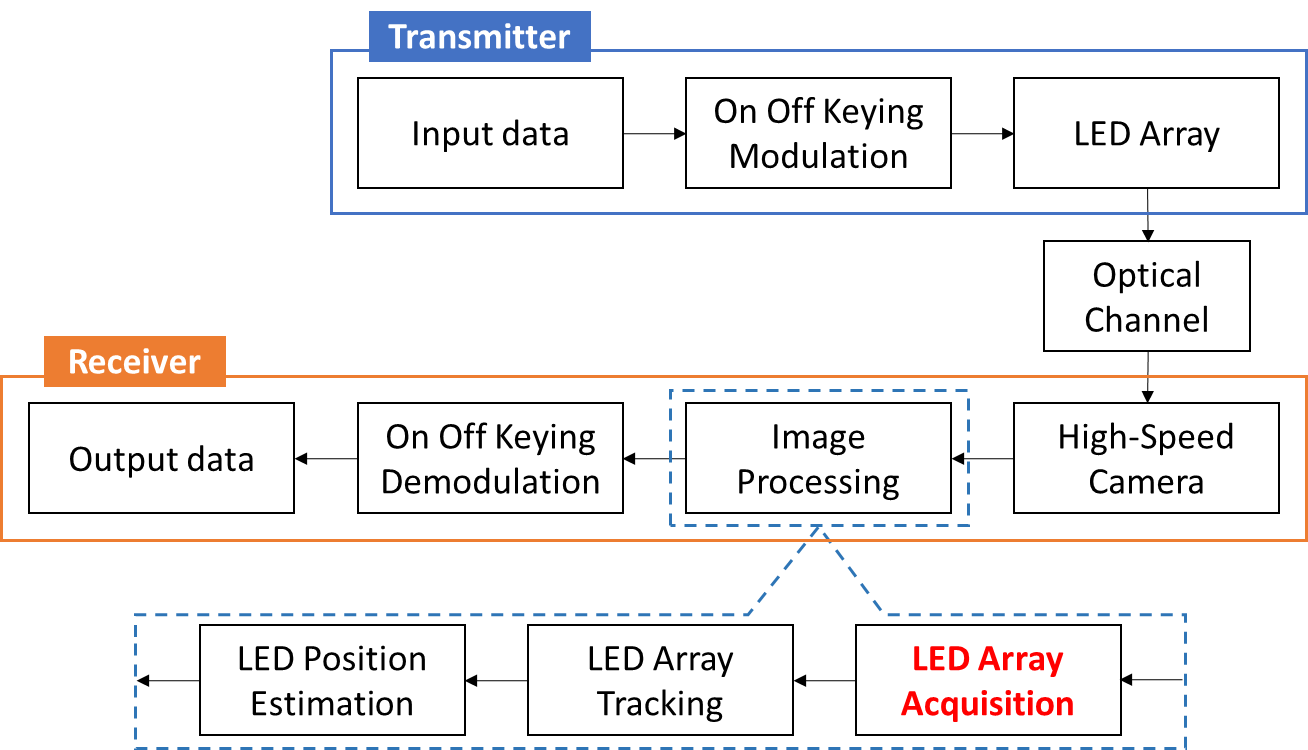 Transmitter
Input data
On Off Keying
Modulation
LED Array
Optical
Channel
Receiver
Output data
On Off Keying
Demodulation
Image
Processing
High-Speed
Camera
LED Position
Estimation
LED Array
Tracking
LED Array
Acquisition